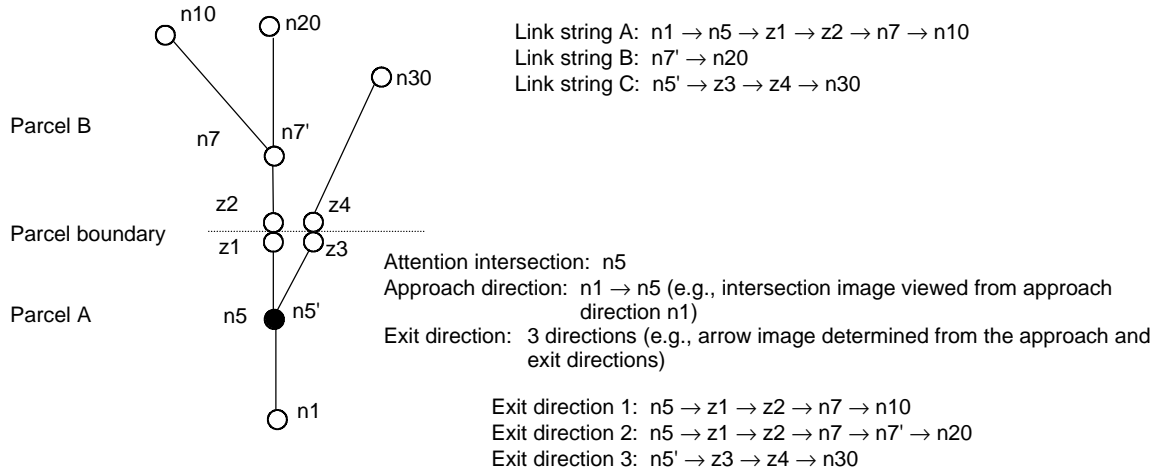 n10
n20
Link string A: n1 → n5 → z1 → z2 → n7 → n10
Link string B: n7' → n20
Link string C: n5' → z3 → z4 → n30
n30
Parcel B
n7
n7'
z2
z4
Parcel boundary
z1
z3
Attention intersection: n5
Approach direction: n1 → n5 (e.g., intersection image viewed from approach
direction n1)
Parcel A
n5
n5'
Exit direction: 3 directions (e.g., arrow image determined from the approach and
exit directions)
n1
Exit direction 1: n5 → z1 → z2 → n7 → n10
Exit direction 2: n5 → z1 → z2 → n7 → n7' → n20
Exit direction 3: n5' → z3 → z4 → n30